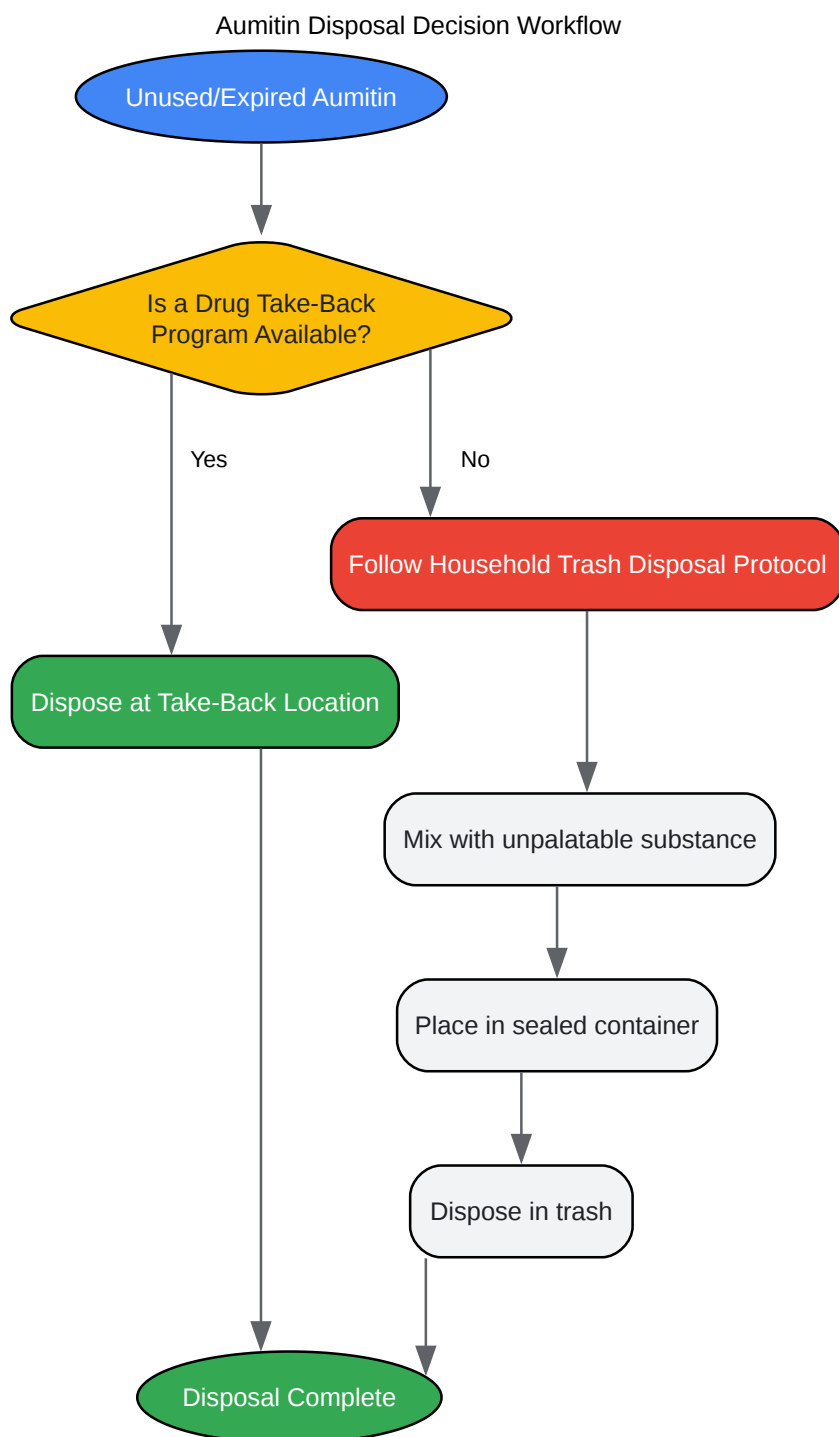 Aumitin Disposal Decision Workflow
Unused/Expired Aumitin
Is a Drug Take-Back
Program Available?
Yes
No
Follow Household Trash Disposal Protocol
Dispose at Take-Back Location
Mix with unpalatable substance
Place in sealed container
Dispose in trash
Disposal Complete